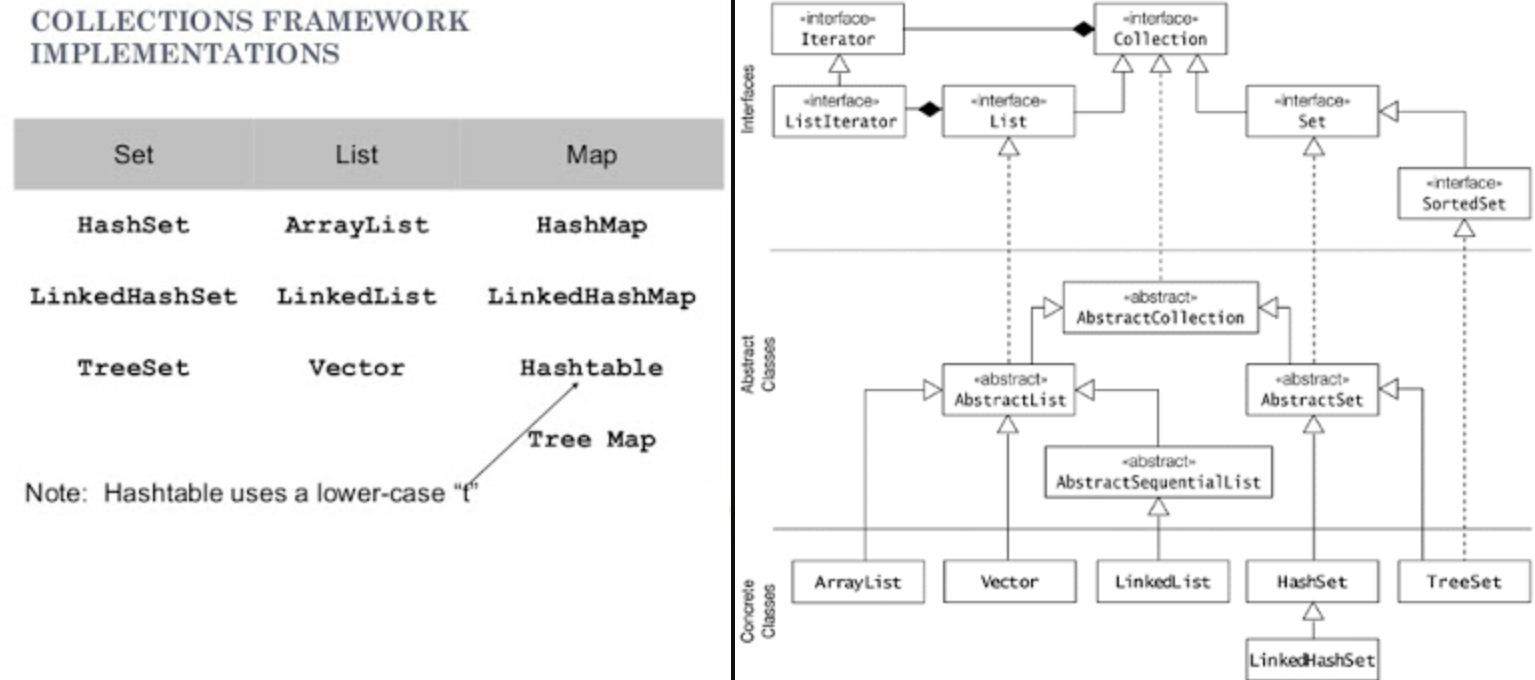 COLLECTIONS FRAMEWORK
IMPLEMENTATIONS
Set List Map
HashSet ArrayList HashMap
LinkedHashSet LinkedList LinkedHashMap
TreeSet Vector Hashtable
Tree Map
Note: Hashtable uses a lower-case “t”
Interfaces
«interface»
Iterator
«interface»
Collection
«interface»
ListIterator
«interface»
List
«interface»
Set
«interface»
SortedSet
Abstract
Classes
«abstract»
AbstractCollection
«abstract»
AbstractList
«abstract»
AbstractSet
«abstract»
AbstractSequentialList
Concrete
Classes
ArrayList
Vector
LinkedList
HashSet
TreeSet
LinkedHashSet